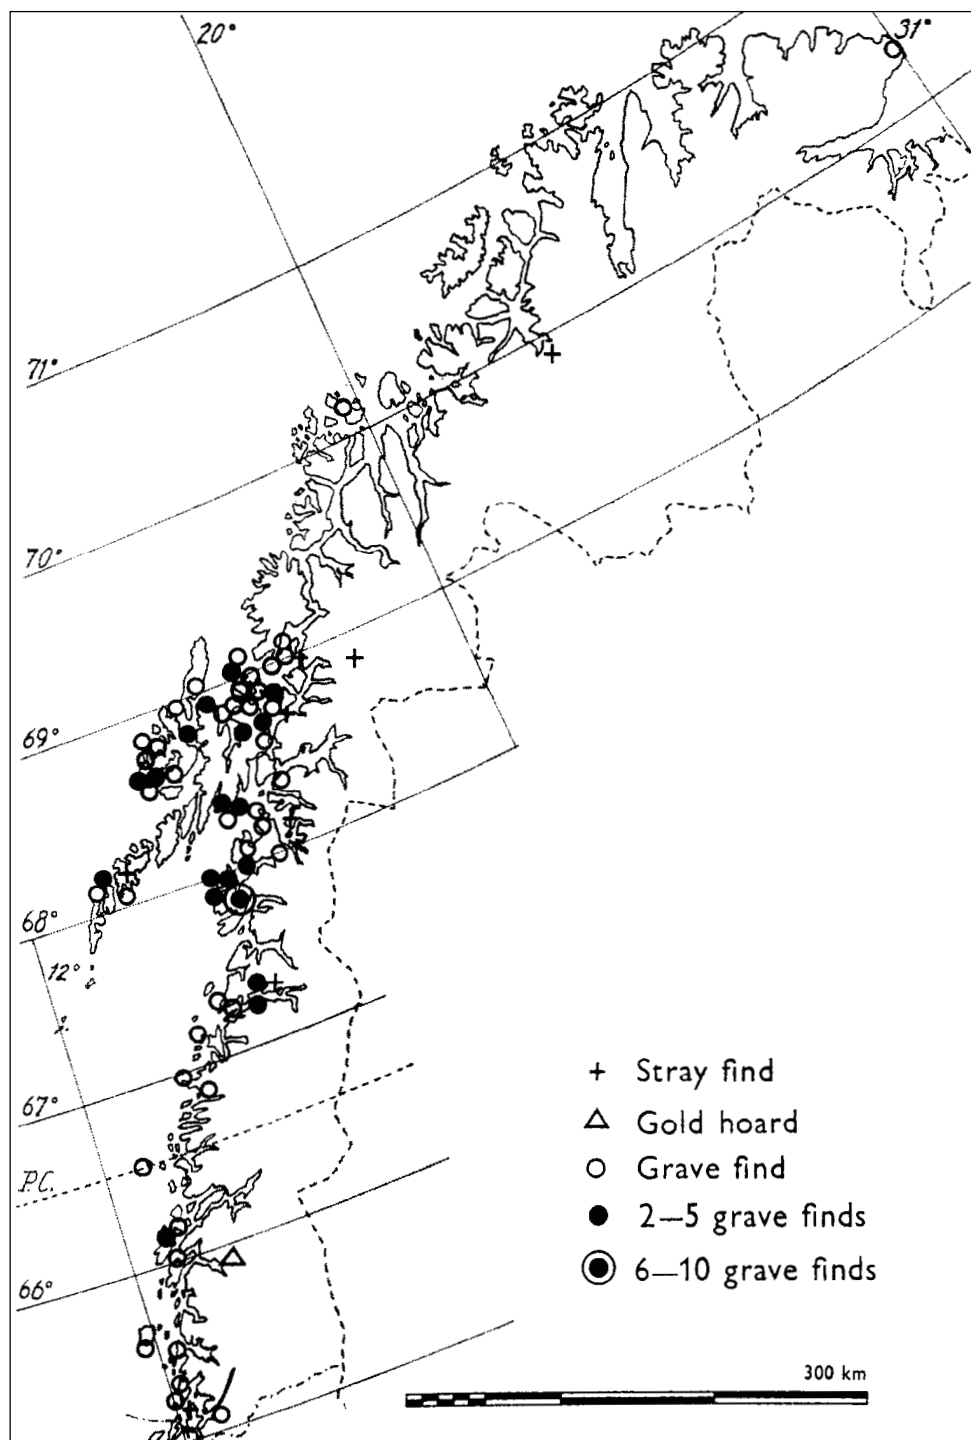 20°
31°
71°
70°
69°
68°
12°
67°
P.C.
66°
Stray find
Gold hoard
Grave find
2—5 grave finds
6—10 grave finds
300 km